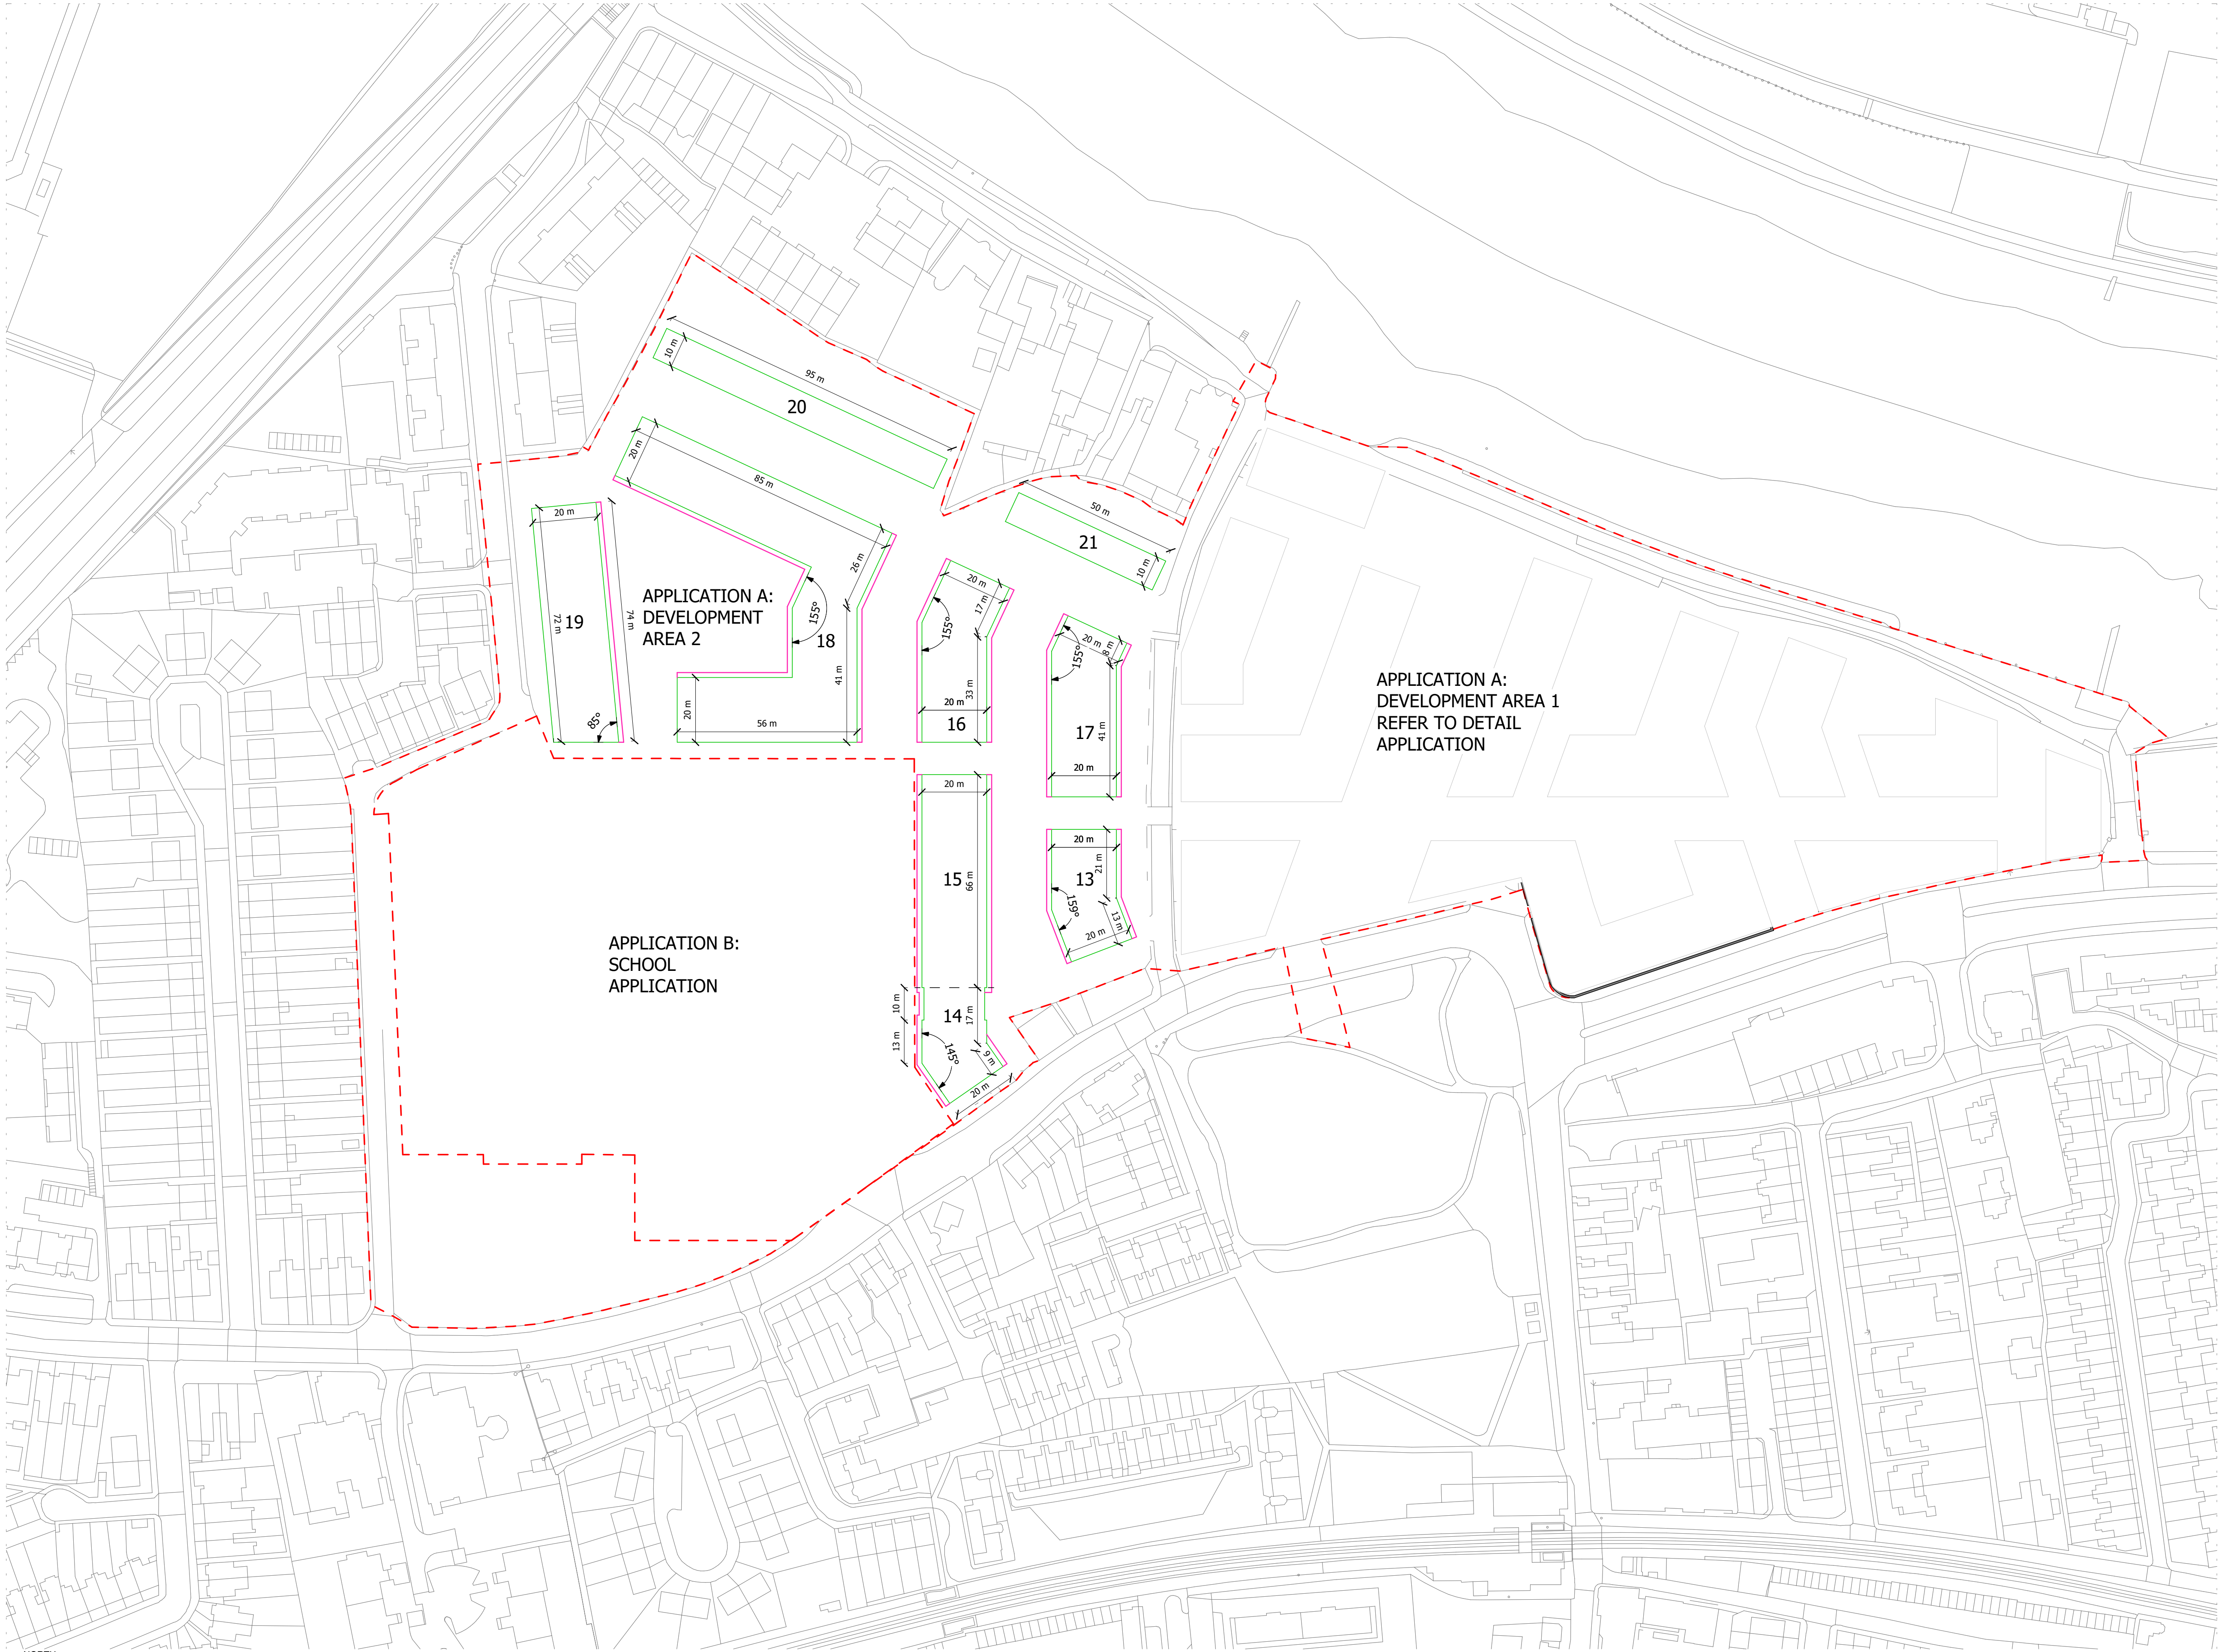 10 m
95 m
20
20 m
85 m
50 m
21
10 m
20 m
72 m
19
74 m
85°
APPLICATION A:
DEVELOPMENT
AREA 2
26 m
155°
18
41 m
20 m
56 m
20 m
17 m
155°
33 m
20 m
16
20 m
8 m
155°
17
41 m
20 m
APPLICATION A:
DEVELOPMENT AREA 1
REFER TO DETAIL
APPLICATION
20 m
15
66 m
20 m
21 m
13
159°
13 m
20 m
APPLICATION B:
SCHOOL
APPLICATION
10 m
14
17 m
13 m
145°
9 m
20 m